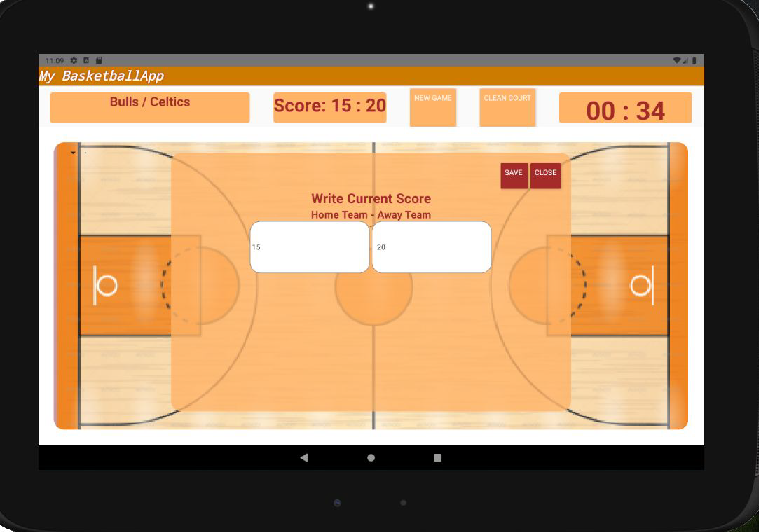 11:09
My BasketballApp
Bulls / Celtics
Score: 15 : 20
NEW GAME
CLEAN COURT
00 : 34
SAVE
CLOSE
Write Current Score
Home Team - Away Team
15
20